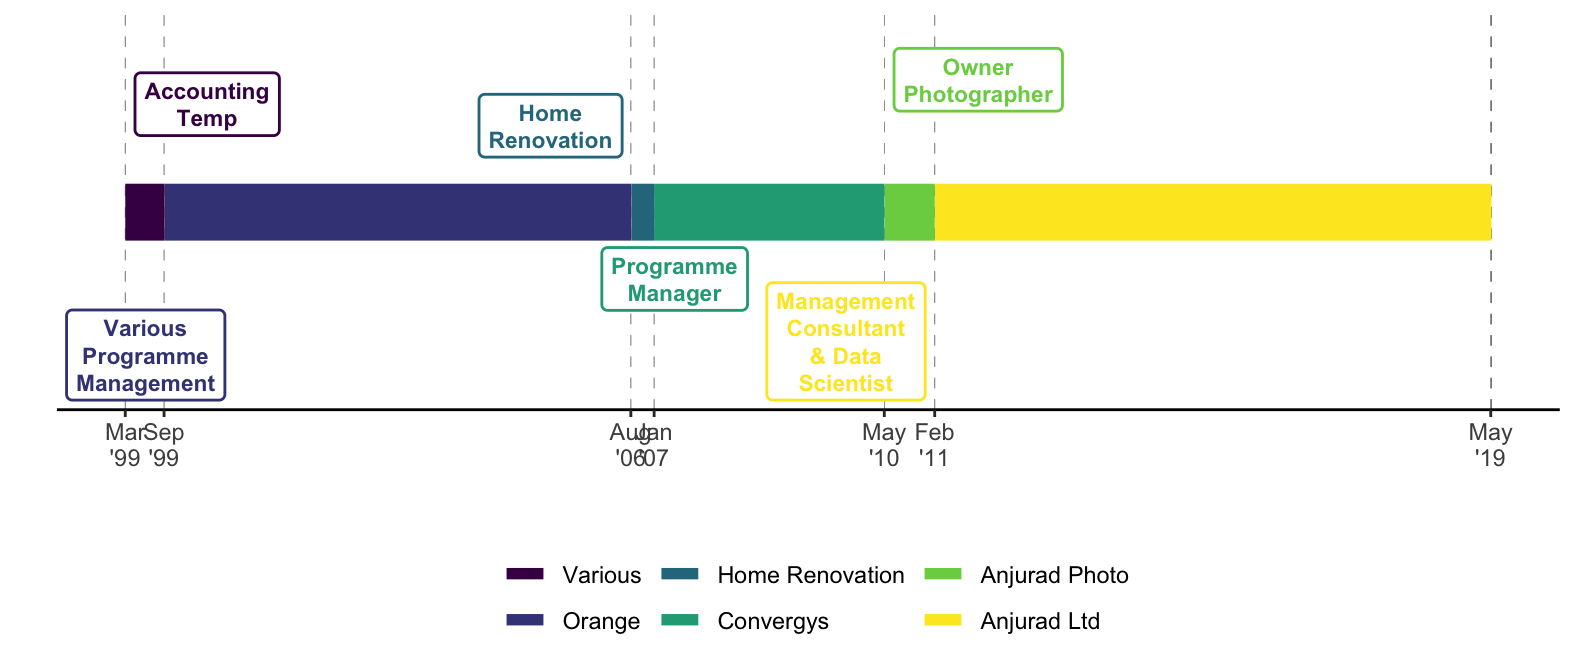 Owner
Photographer
Accounting
Temp
Home
Renovation
Programme
Manager
Management
Consultant
& Data
Scientist
Various
Programme
Management
Mar
'99
Sep
'99
Aug
'06
Jan
'07
May
'10
Feb
'11
May
'19
Various
Home Renovation
Anjurad Photo
Orange
Convergys
Anjurad Ltd